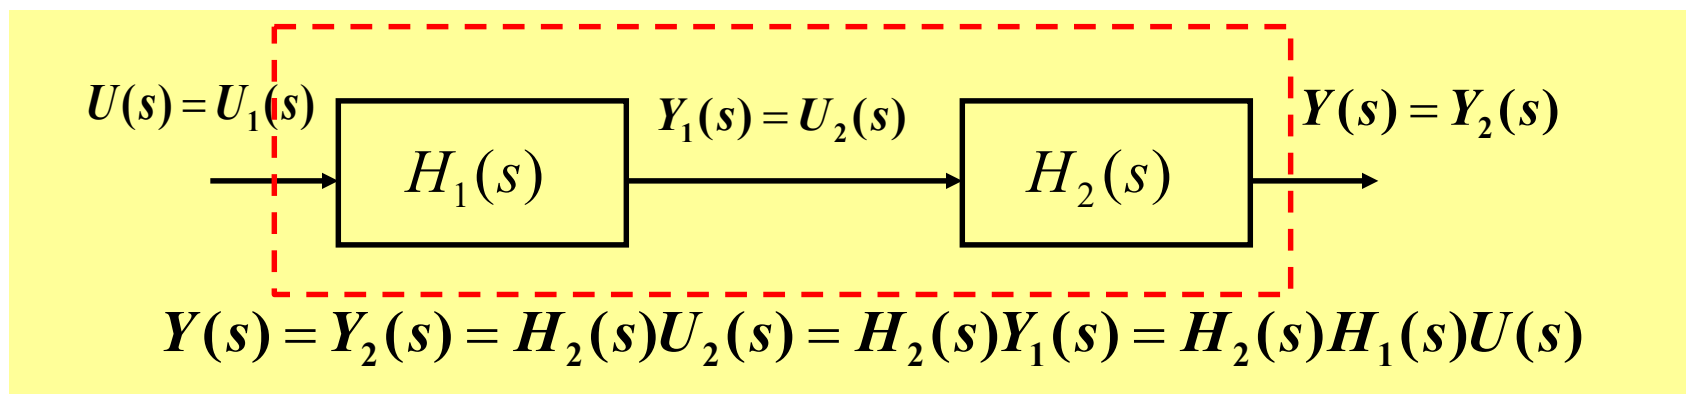 U(s) = U₁(s)
Y₁(s) = U₂(s)
Y(s) = Y₂(s)
H₁(s)
H₂(s)
Y(s) = Y₂(s) = H₂(s)U₂(s) = H₂(s)Y₁(s) = H₂(s)H₁(s)U(s)